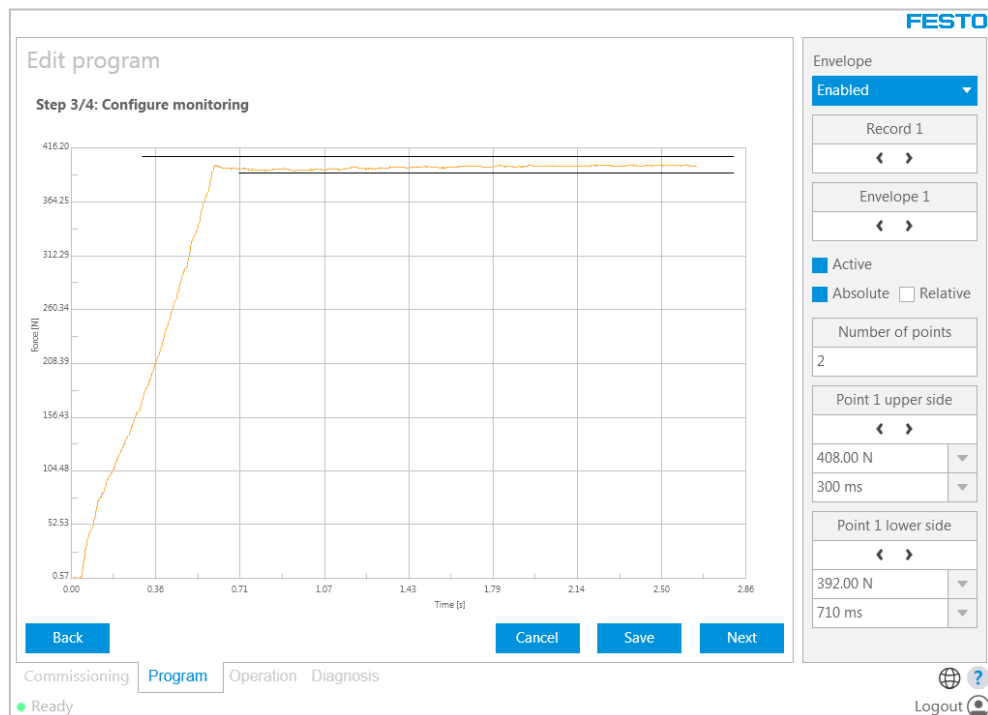 FESTO
Edit program
Step 3/4: Configure monitoring
416.20
364.25
312.29
260.34
208.39
156.43
104.48
52.53
0.57
Force [N]
0.00 0.36 0.71 1.07 1.43 1.79 2.14 2.50 2.86
Time [s]
Back Cancel Save Next
Envelope
Enabled
Record 1
Envelope 1
Active
Absolute Relative
Number of points
2
Point 1 upper side
408.00 N
300 ms
Point 1 lower side
392.00 N
710 ms
Commissioning Program Operation Diagnosis
?
Ready
Logout